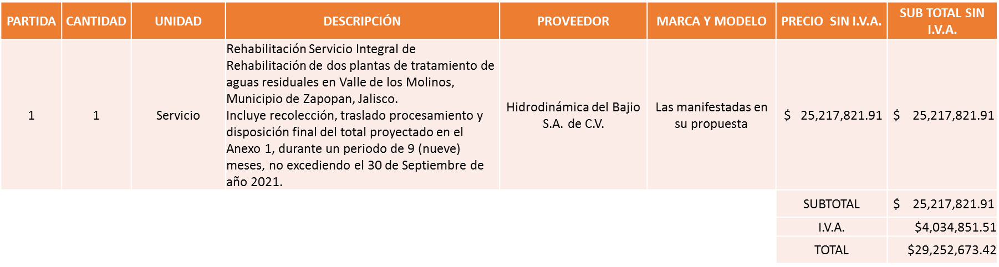 PARTIDA CANTIDAD UNIDAD DESCRIPCIÓN PROVEEDOR MARCA Y MODELO PRECIO SIN I.V.A. SUB TOTAL SIN I.V.A.
1 1 Servicio
Rehabilitación Servicio Integral de
Rehabilitación de dos plantas de tratamiento de
aguas residuales en Valle de los Molinos,
Municipio de Zapopan, Jalisco.
Incluye recolección, traslado procesamiento y
disposición final del total proyectado en el
Anexo 1, durante un periodo de 9 (nueve)
meses, no excediendo el 30 de Septiembre de
año 2021.
Hidrodinámica del Bajio
S.A. de C.V.
Las manifestadas en
su propuesta
$ 25,217,821.91 $ 25,217,821.91
SUBTOTAL $ 25,217,821.91
I.V.A. $4,034,851.51
TOTAL $29,252,673.42